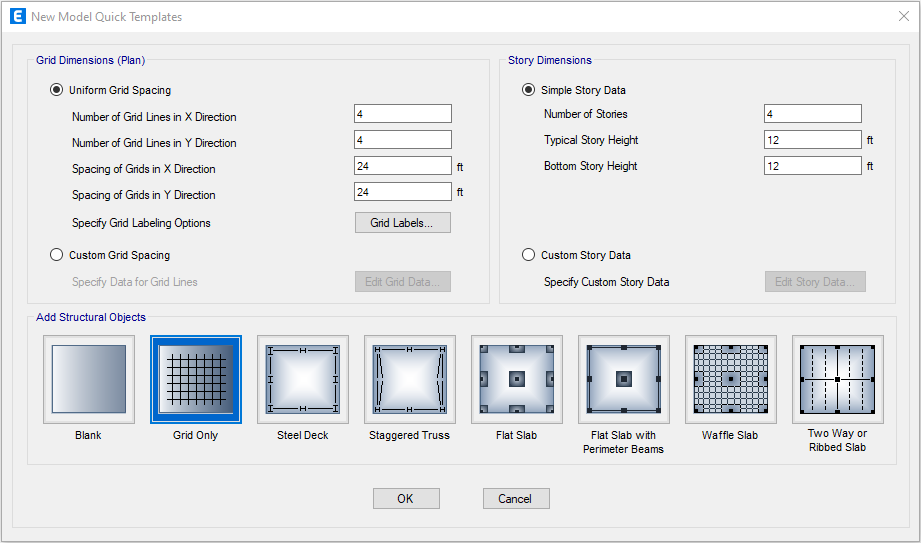 E New Model Quick Templates
Grid Dimensions (Plan)
Uniform Grid Spacing
Number of Grid Lines in X Direction 4
Number of Grid Lines in Y Direction 4
Spacing of Grids in X Direction 24 ft
Spacing of Grids in Y Direction 24 ft
Specify Grid Labeling Options Grid Labels...
Custom Grid Spacing
Specify Data for Grid Lines Edit Grid Data...
Story Dimensions
Simple Story Data
Number of Stories 4
Typical Story Height 12 ft
Bottom Story Height 12 ft
Custom Story Data
Specify Custom Story Data Edit Story Data...
Add Structural Objects
Blank
Grid Only
Steel Deck
Staggered Truss
Flat Slab
Flat Slab with
Perimeter Beams
Waffle Slab
Two Way or
Ribbed Slab
OK Cancel